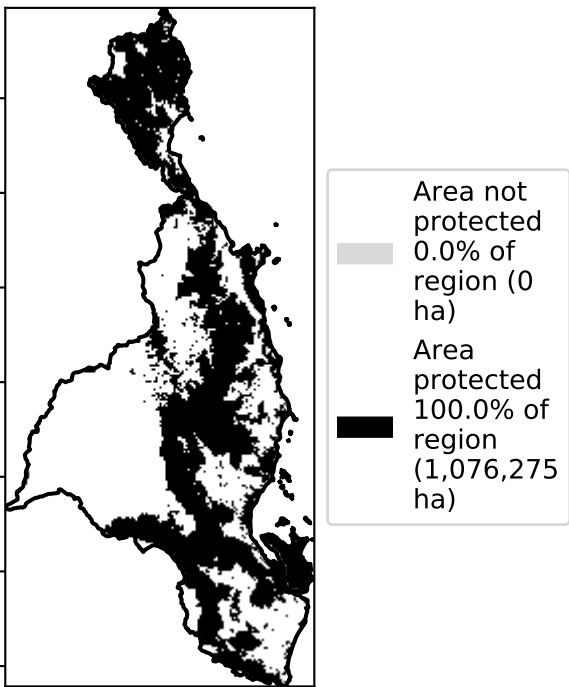 Area not
protected
0.0% of
region (0
ha)
Area
protected
100.0% of
region
(1,076,275
ha)